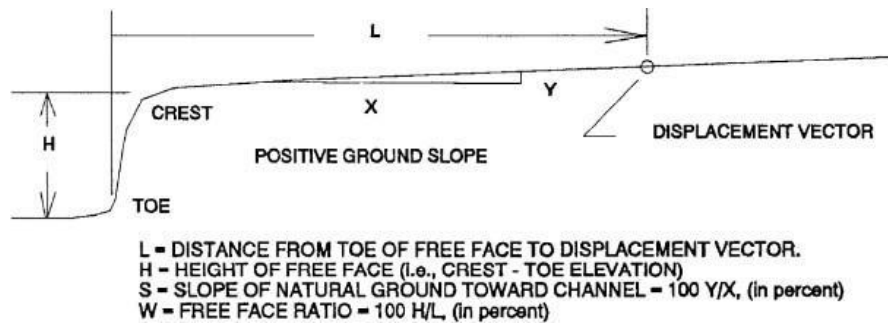 L
CREST
X
Y
H
DISPLACEMENT VECTOR
POSITIVE GROUND SLOPE
TOE
L = DISTANCE FROM TOE OF FREE FACE TO DISPLACEMENT VECTOR.
H = HEIGHT OF FREE FACE (i.e., CREST - TOE ELEVATION)
S = SLOPE OF NATURAL GROUND TOWARD CHANNEL = 100 Y/X, (in percent)
W = FREE FACE RATIO = 100 H/L, (in percent)